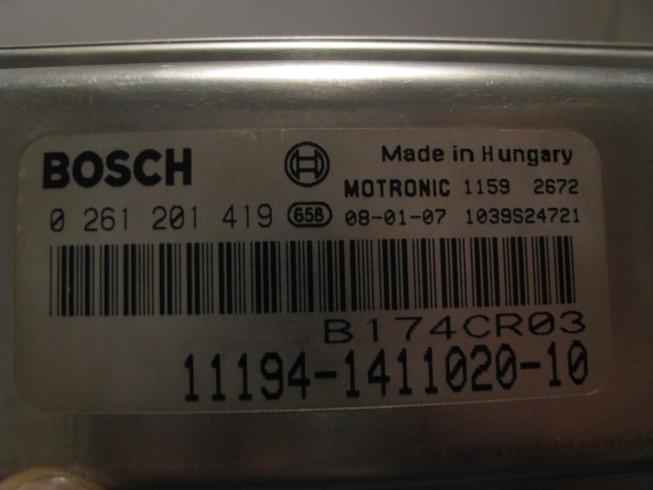 BOSCH
Made in Hungary
MOTRONIC 1159 2672
0 261 201 419 658 08-01-07 1039S24721
B174CR03
11194-1411020-10